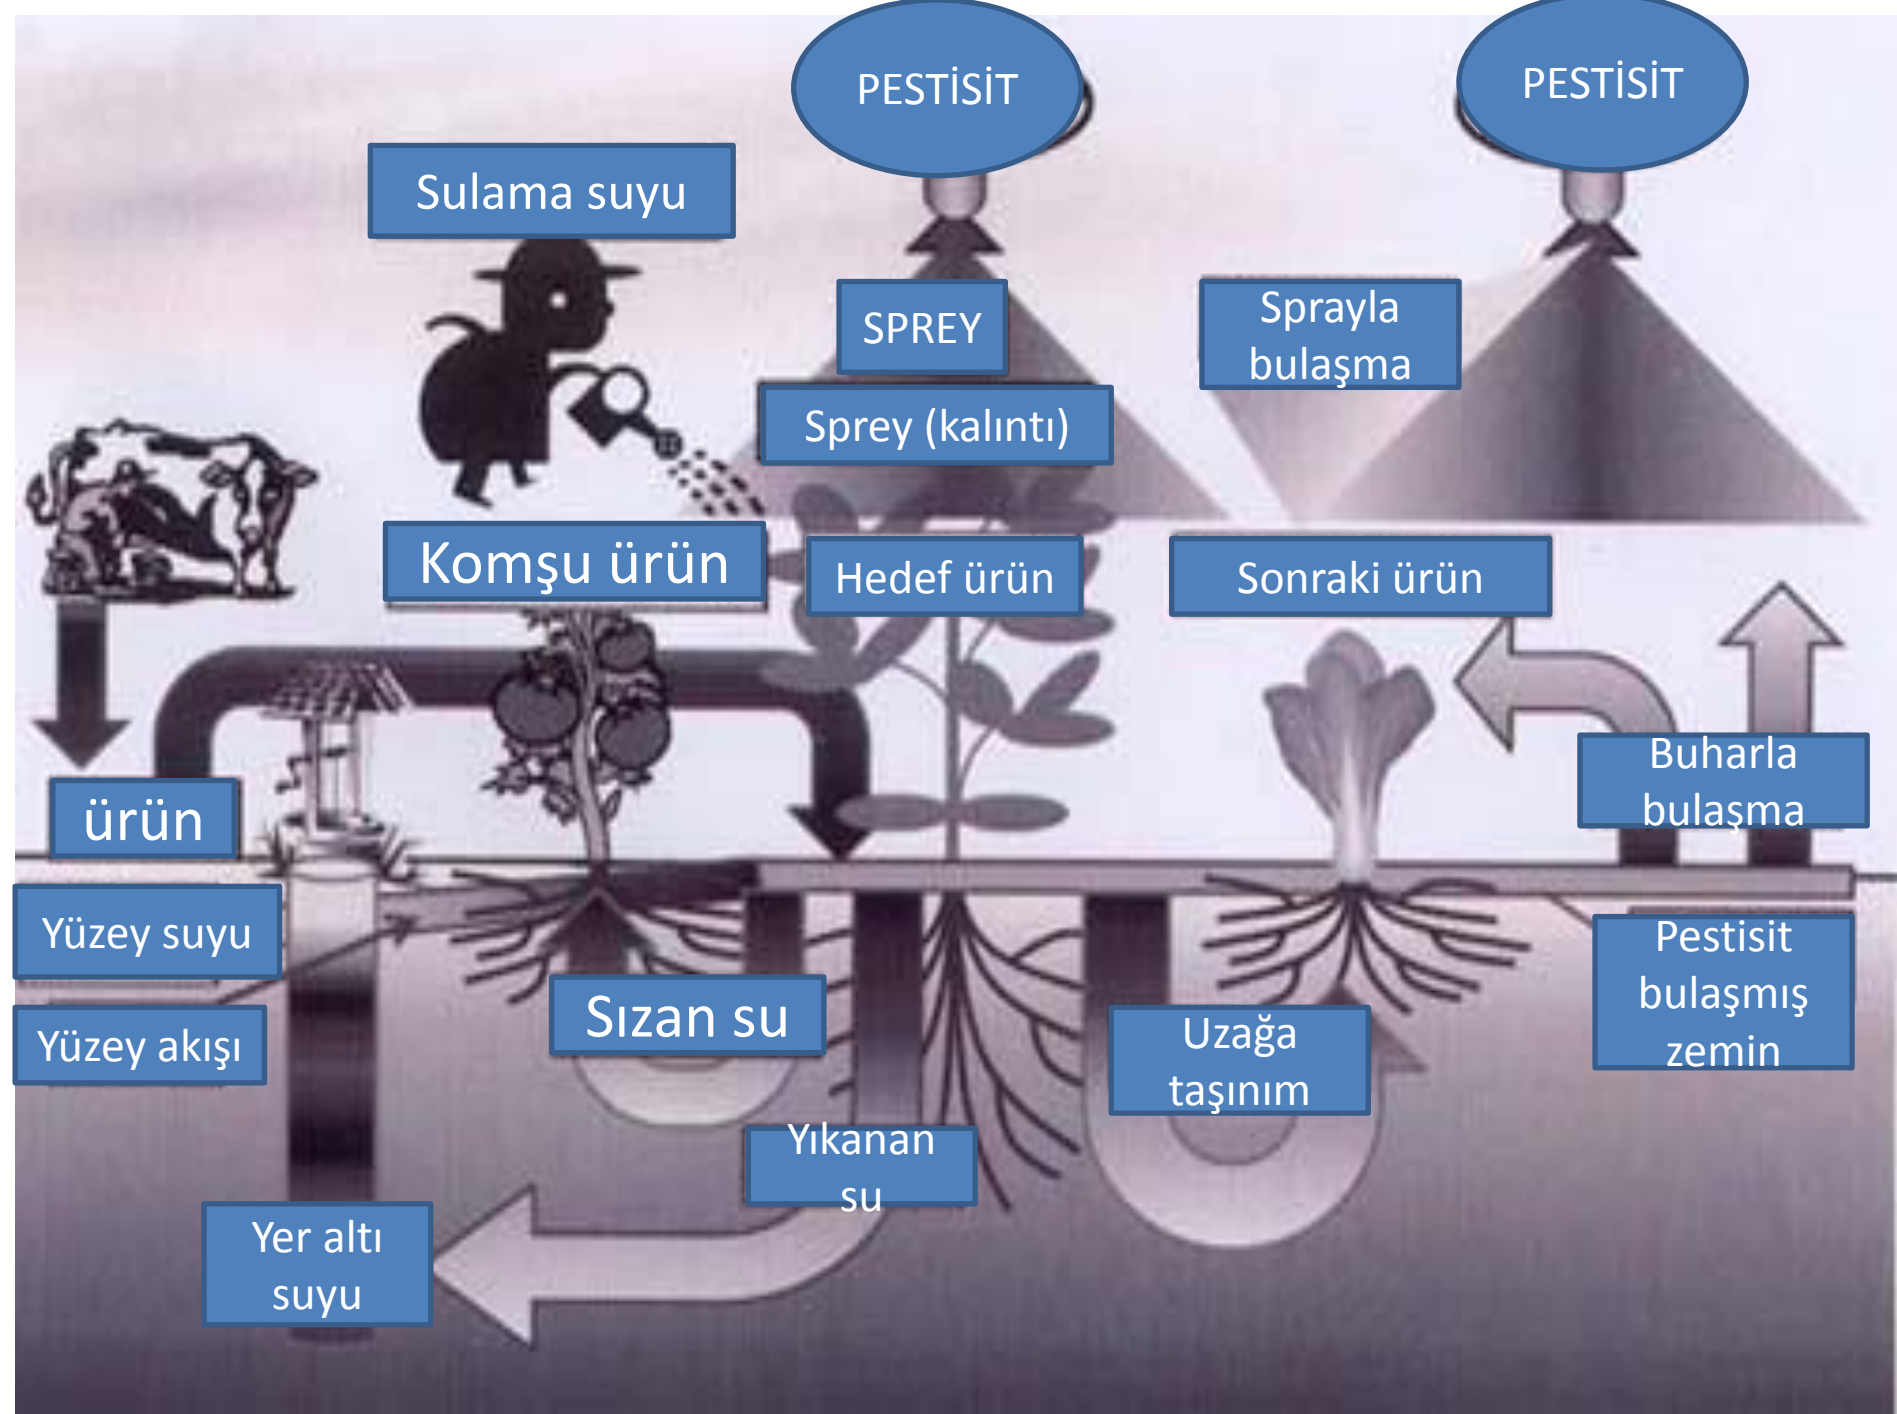 PESTİSİT
PESTİSİT
Sulama suyu
SPREY
Sprayla
bulaşma
Sprey (kalıntı)
Komşu ürün
Hedef ürün
Sonraki ürün
Buharla
bulaşma
ürün
Yüzey suyu
Yüzey akışı
Sızan su
Uzağa
taşınım
Pestisit
bulaşmış
zemin
Yıkanan
su
Yer altı
suyu